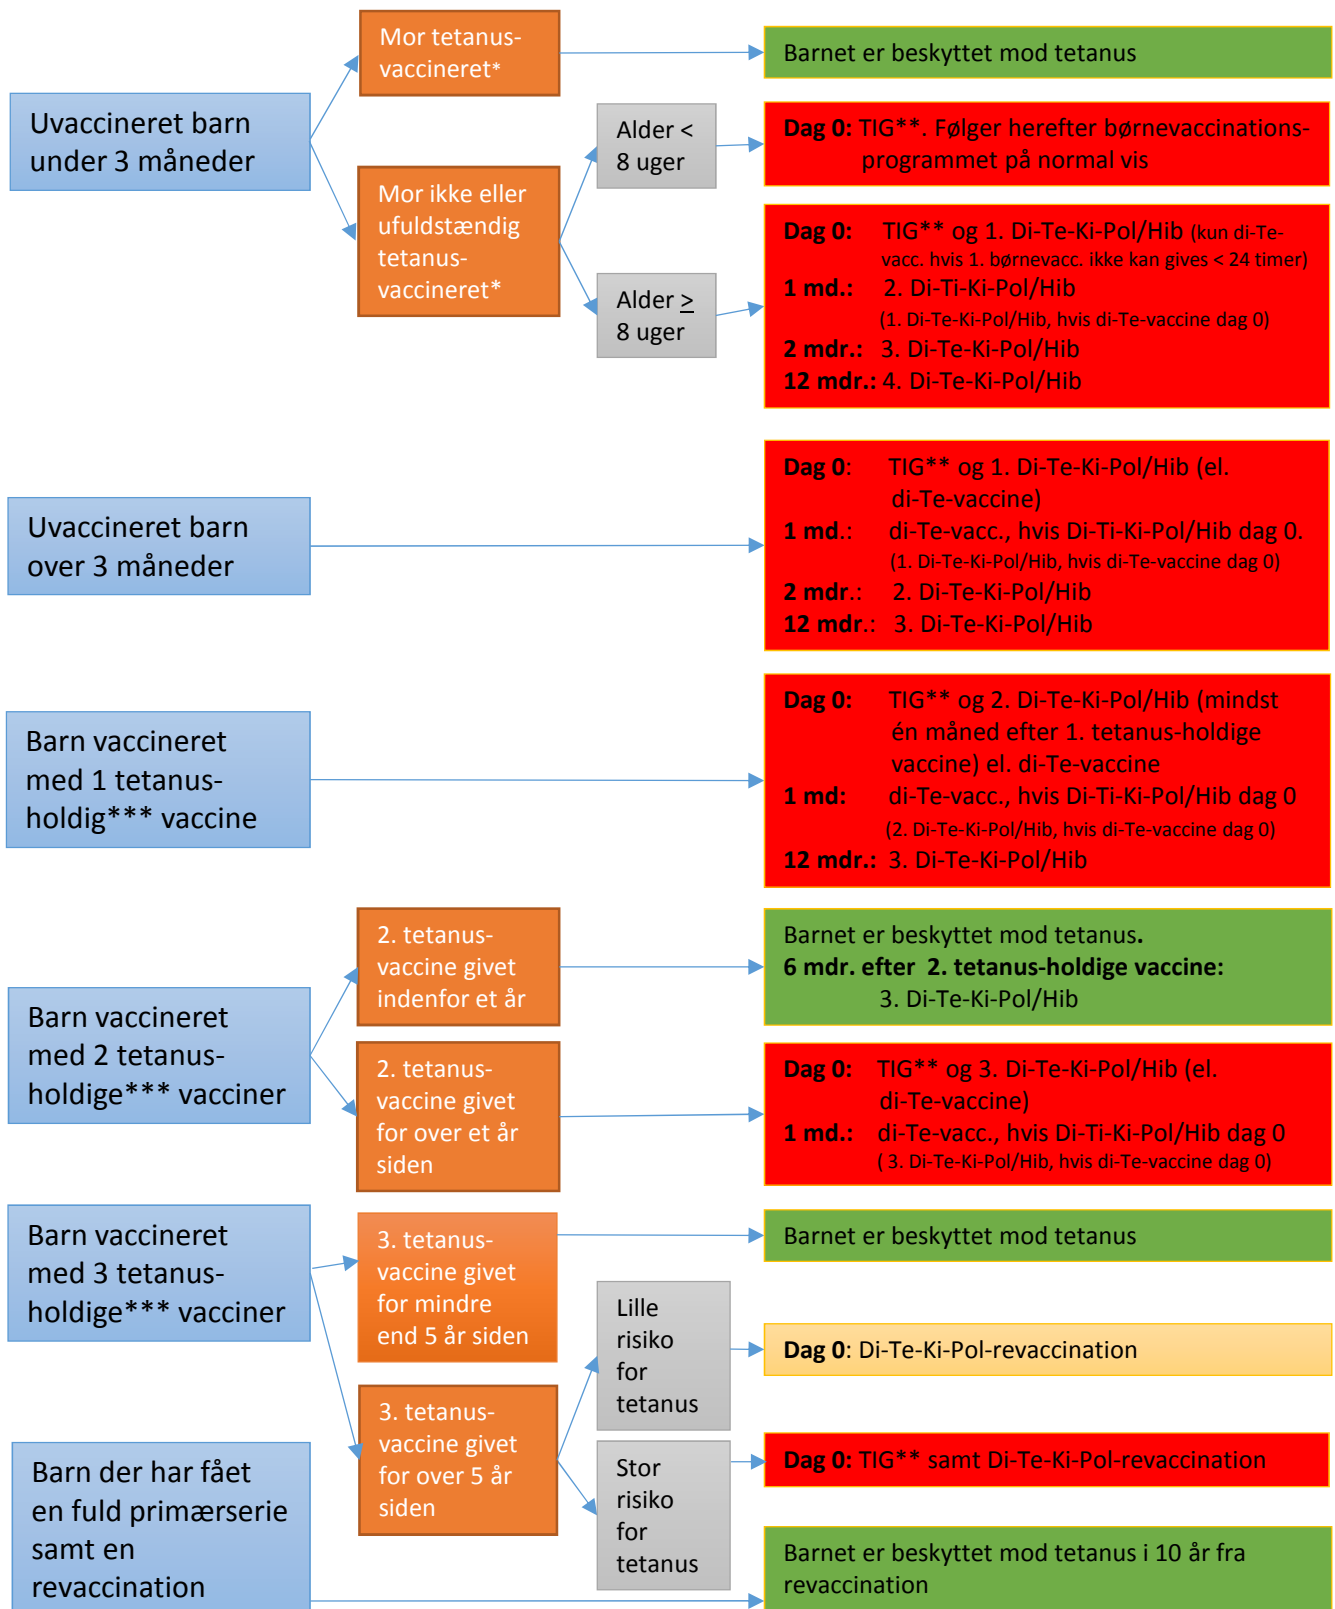 Uvaccineret barn
under 3 måneder
Mor tetanus-
vaccineret*
Barnet er beskyttet mod tetanus
Mor ikke eller
ufuldstændig
tetanus-
vaccineret*
Alder <
8 uger
Dag 0: TIG**. Følger herefter børnevaccinations-
programmet på normal vis
Alder ≥
8 uger
Dag 0: TIG** og 1. Di-Te-Ki-Pol/Hib (kun di-Te-
vacc. hvis 1. børnevacc. ikke kan gives < 24 timer)
1 md.: 2. Di-Ti-Ki-Pol/Hib
(1. Di-Te-Ki-Pol/Hib, hvis di-Te-vaccine dag 0)
2 mdr.: 3. Di-Te-Ki-Pol/Hib
12 mdr.: 4. Di-Te-Ki-Pol/Hib
Uvaccineret barn
over 3 måneder
Dag 0: TIG** og 1. Di-Te-Ki-Pol/Hib (el.
di-Te-vaccine)
1 md.: di-Te-vacc., hvis Di-Ti-Ki-Pol/Hib dag 0.
(1. Di-Te-Ki-Pol/Hib, hvis di-Te-vaccine dag 0)
2 mdr.: 2. Di-Te-Ki-Pol/Hib
12 mdr.: 3. Di-Te-Ki-Pol/Hib
Barn vaccineret
med 1 tetanus-
holdig*** vaccine
Dag 0: TIG** og 2. Di-Te-Ki-Pol/Hib (mindst
én måned efter 1. tetanus-holdige
vaccine) el. di-Te-vaccine
1 md: di-Te-vacc., hvis Di-Ti-Ki-Pol/Hib dag 0
(2. Di-Te-Ki-Pol/Hib, hvis di-Te-vaccine dag 0)
12 mdr.: 3. Di-Te-Ki-Pol/Hib
Barn vaccineret
med 2 tetanus-
holdige*** vacciner
2. tetanus-
vaccine givet
indenfor et år
Barnet er beskyttet mod tetanus.
6 mdr. efter 2. tetanus-holdige vaccine:
3. Di-Te-Ki-Pol/Hib
2. tetanus-
vaccine givet
for over et år
siden
Dag 0: TIG** og 3. Di-Te-Ki-Pol/Hib (el.
di-Te-vaccine)
1 md.: di-Te-vacc., hvis Di-Ti-Ki-Pol/Hib dag 0
( 3. Di-Te-Ki-Pol/Hib, hvis di-Te-vaccine dag 0)
Barn vaccineret
med 3 tetanus-
holdige*** vacciner
3. tetanus-
vaccine givet
for mindre
end 5 år siden
Barnet er beskyttet mod tetanus
3. tetanus-
vaccine givet
for over 5 år
siden
Lille
risiko
for
tetanus
Dag 0: Di-Te-Ki-Pol-revaccination
Stor
risiko
for
tetanus
Dag 0: TIG** samt Di-Te-Ki-Pol-revaccination
Barn der har fået
en fuld primærserie
samt en
revaccination
Barnet er beskyttet mod tetanus i 10 år fra
revaccination